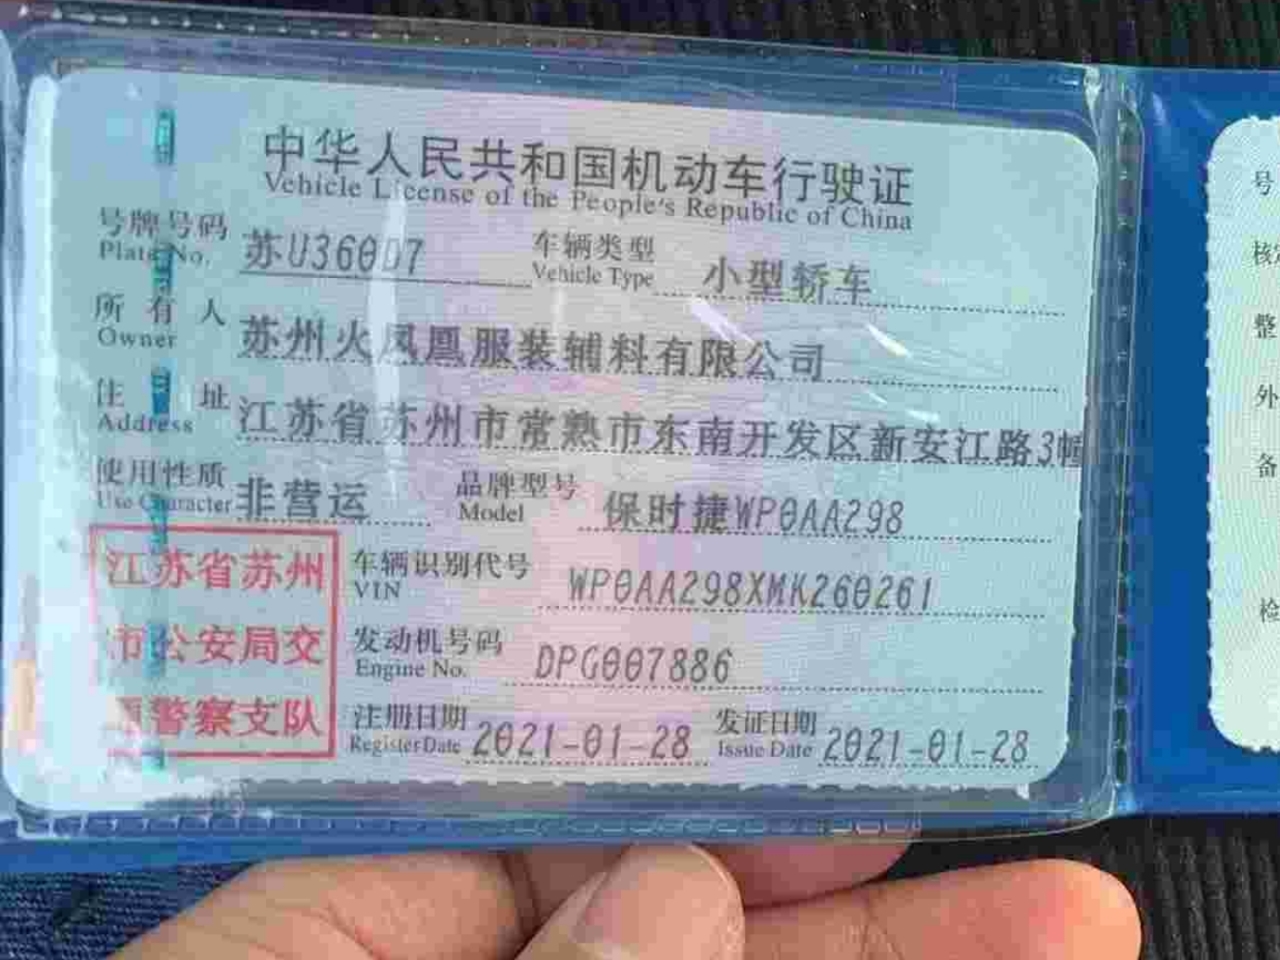 中华人民共和国机动车行驶证
Vehicle License of the People's Republic of China
号牌号码 苏U360D7 车辆类型 小型轿车
Plate No. Vehicle Type
所有人 苏州火凤凰服装辅料有限公司
Owner
住址 江苏省苏州市常熟市东南开发区新安江路3幢
Address
使用性质 非营运 品牌型号 保时捷WP0AA298
Use Character Model
江苏省苏州
市公安局交
警察支队
车辆识别代号 WP0AA298XMK260261
VIN
发动机号码 DPG007886
Engine No.
注册日期 2021-01-28 发证日期 2021-01-28
Register Date Issue Date
号
核
整
外
备
检